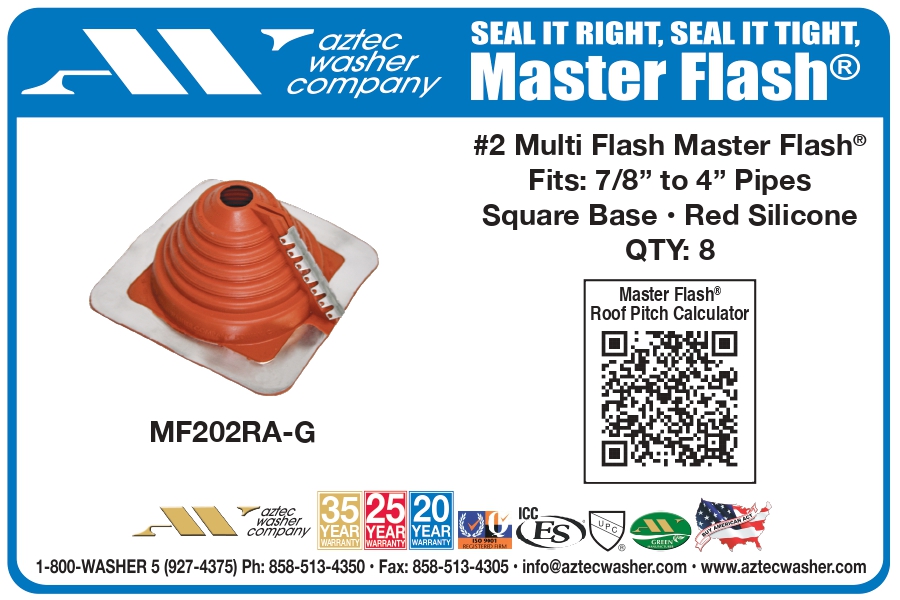 aztec
washer
company
SEAL IT RIGHT, SEAL IT TIGHT,
Master Flash®
#2 Multi Flash Master Flash®
Fits: 7/8” to 4” Pipes
Square Base • Red Silicone
QTY: 8
Master Flash®
Roof Pitch Calculator
MF202RA-G
aztec
washer
company
35
YEAR
WARRANTY
25
YEAR
WARRANTY
20
YEAR
WARRANTY
ISO 9001
REGISTERED FIRM
ICC
ES
®
UPC
®
GREEN
BUY AMERICAN ACT
1-800-WASHER 5 (927-4375) Ph: 858-513-4350 • Fax: 858-513-4305 • info@aztecwasher.com • www.aztecwasher.com